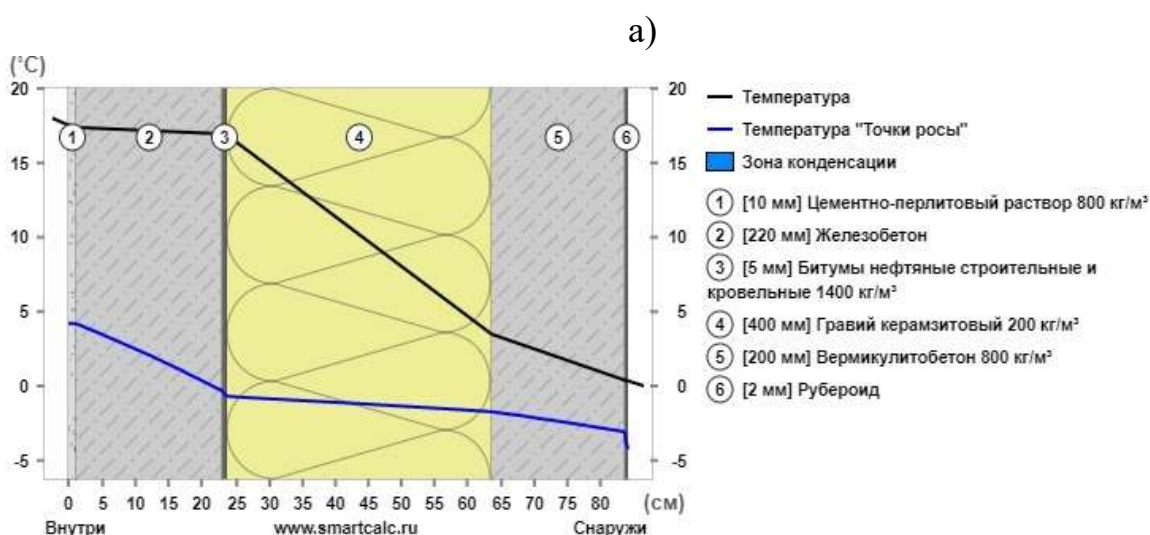 а)
(°C)
20
15
10
5
0
-5
1
2
3
4
5
6
20
15
10
5
0
-5
0 5 10 15 20 25 30 35 40 45 50 55 60 65 70 75 80 (см)
Внутри www.smartcalc.ru Снаружи
Температура
Температура "Точки росы"
Зона конденсации
1 [10 мм] Цементно-перлитовый раствор 800 кг/м³
2 [220 мм] Железобетон
3 [5 мм] Битумы нефтяные строительные и
кровельные 1400 кг/м³
4 [400 мм] Гравий керамзитовый 200 кг/м³
5 [200 мм] Вермикулитобетон 800 кг/м³
6 [2 мм] Рубероид